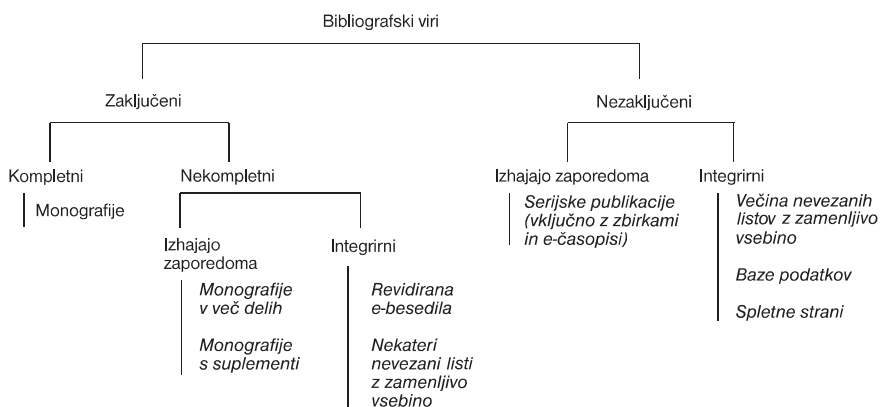 Bibliografski viri
Zaključeni
Nezaključeni
Kompletni
Monografije
Nekompletni
Izhajajo
zaporedoma
Monografije
v več delih
Monografije
s suplementi
Integrirni
Revidirana
e-besedila
Nekateri
nevezani listi
z zamenljivo
vsebino
Izhajajo zaporedoma
Serijske publikacije
(vključno z zbirkami
in e-časopisi)
Integrirni
Večina nevezanih
listov z zamenljivo
vsebino
Baze podatkov
Spletne strani